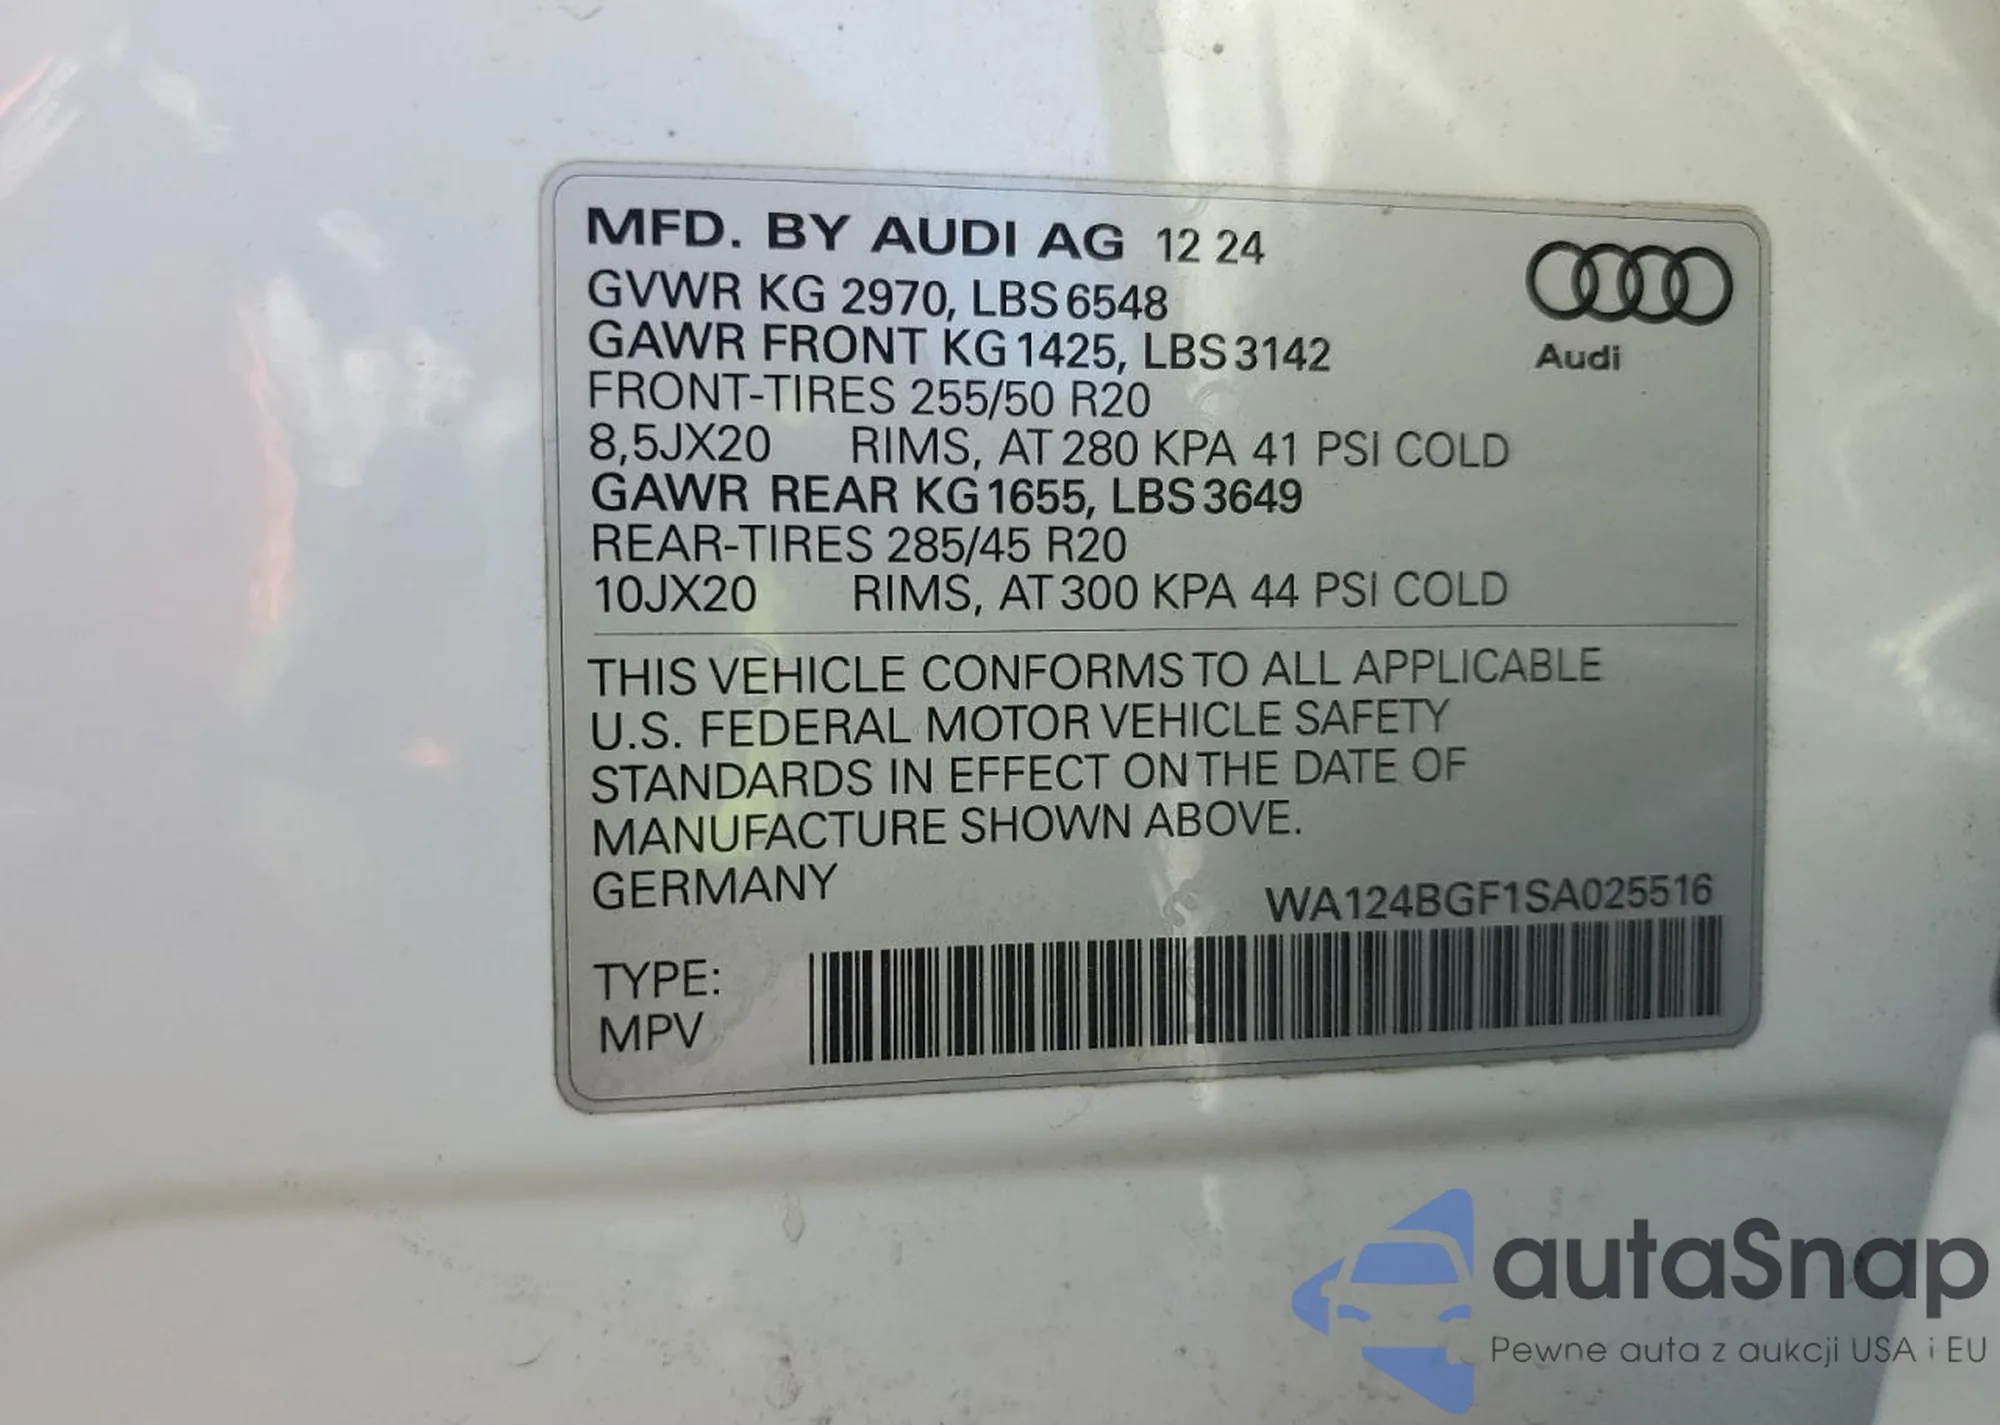 MFD. BY AUDI AG 12 24
GVWR KG 2970, LBS 6548
GAWR FRONT KG 1425, LBS 3142
FRONT-TIRES 255/50 R20
8,5JX20 RIMS, AT 280 KPA 41 PSI COLD
GAWR REAR KG 1655, LBS 3649
REAR-TIRES 285/45 R20
10JX20 RIMS, AT 300 KPA 44 PSI COLD
Audi
THIS VEHICLE CONFORMS TO ALL APPLICABLE
U.S. FEDERAL MOTOR VEHICLE SAFETY
STANDARDS IN EFFECT ON THE DATE OF
MANUFACTURE SHOWN ABOVE.
GERMANY
WA124BGF1SA025516
TYPE:
MPV
autaSnap
Pewne auta z aukcji USA i EU